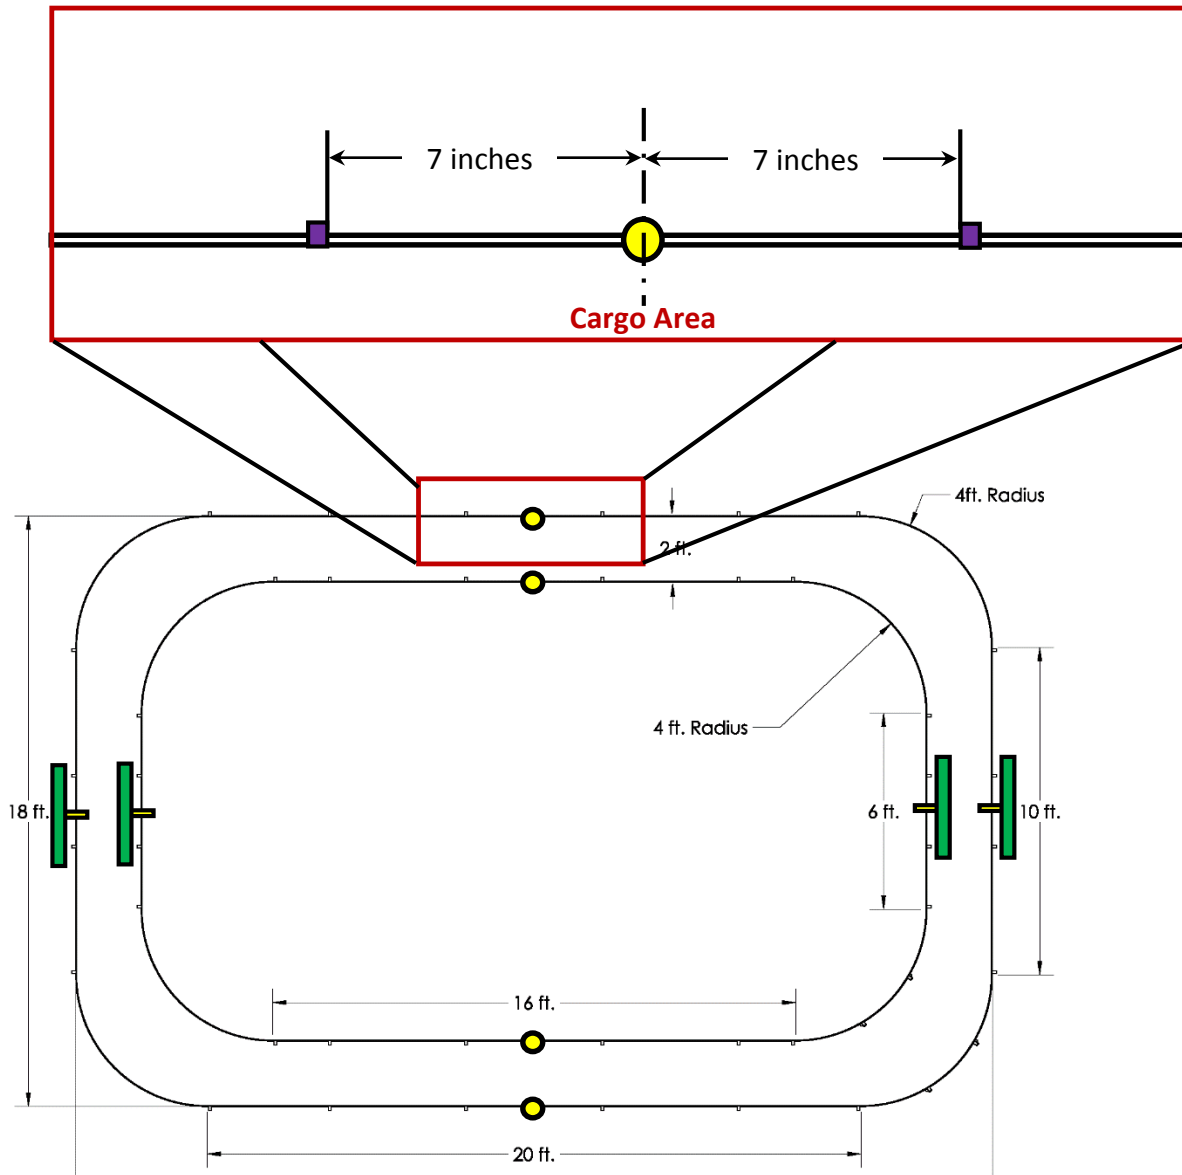 7 inches
7 inches
Cargo Area
4ft. Radius
2 ft.
4 ft. Radius
18 ft.
6 ft.
10 ft.
16 ft.
20 ft.